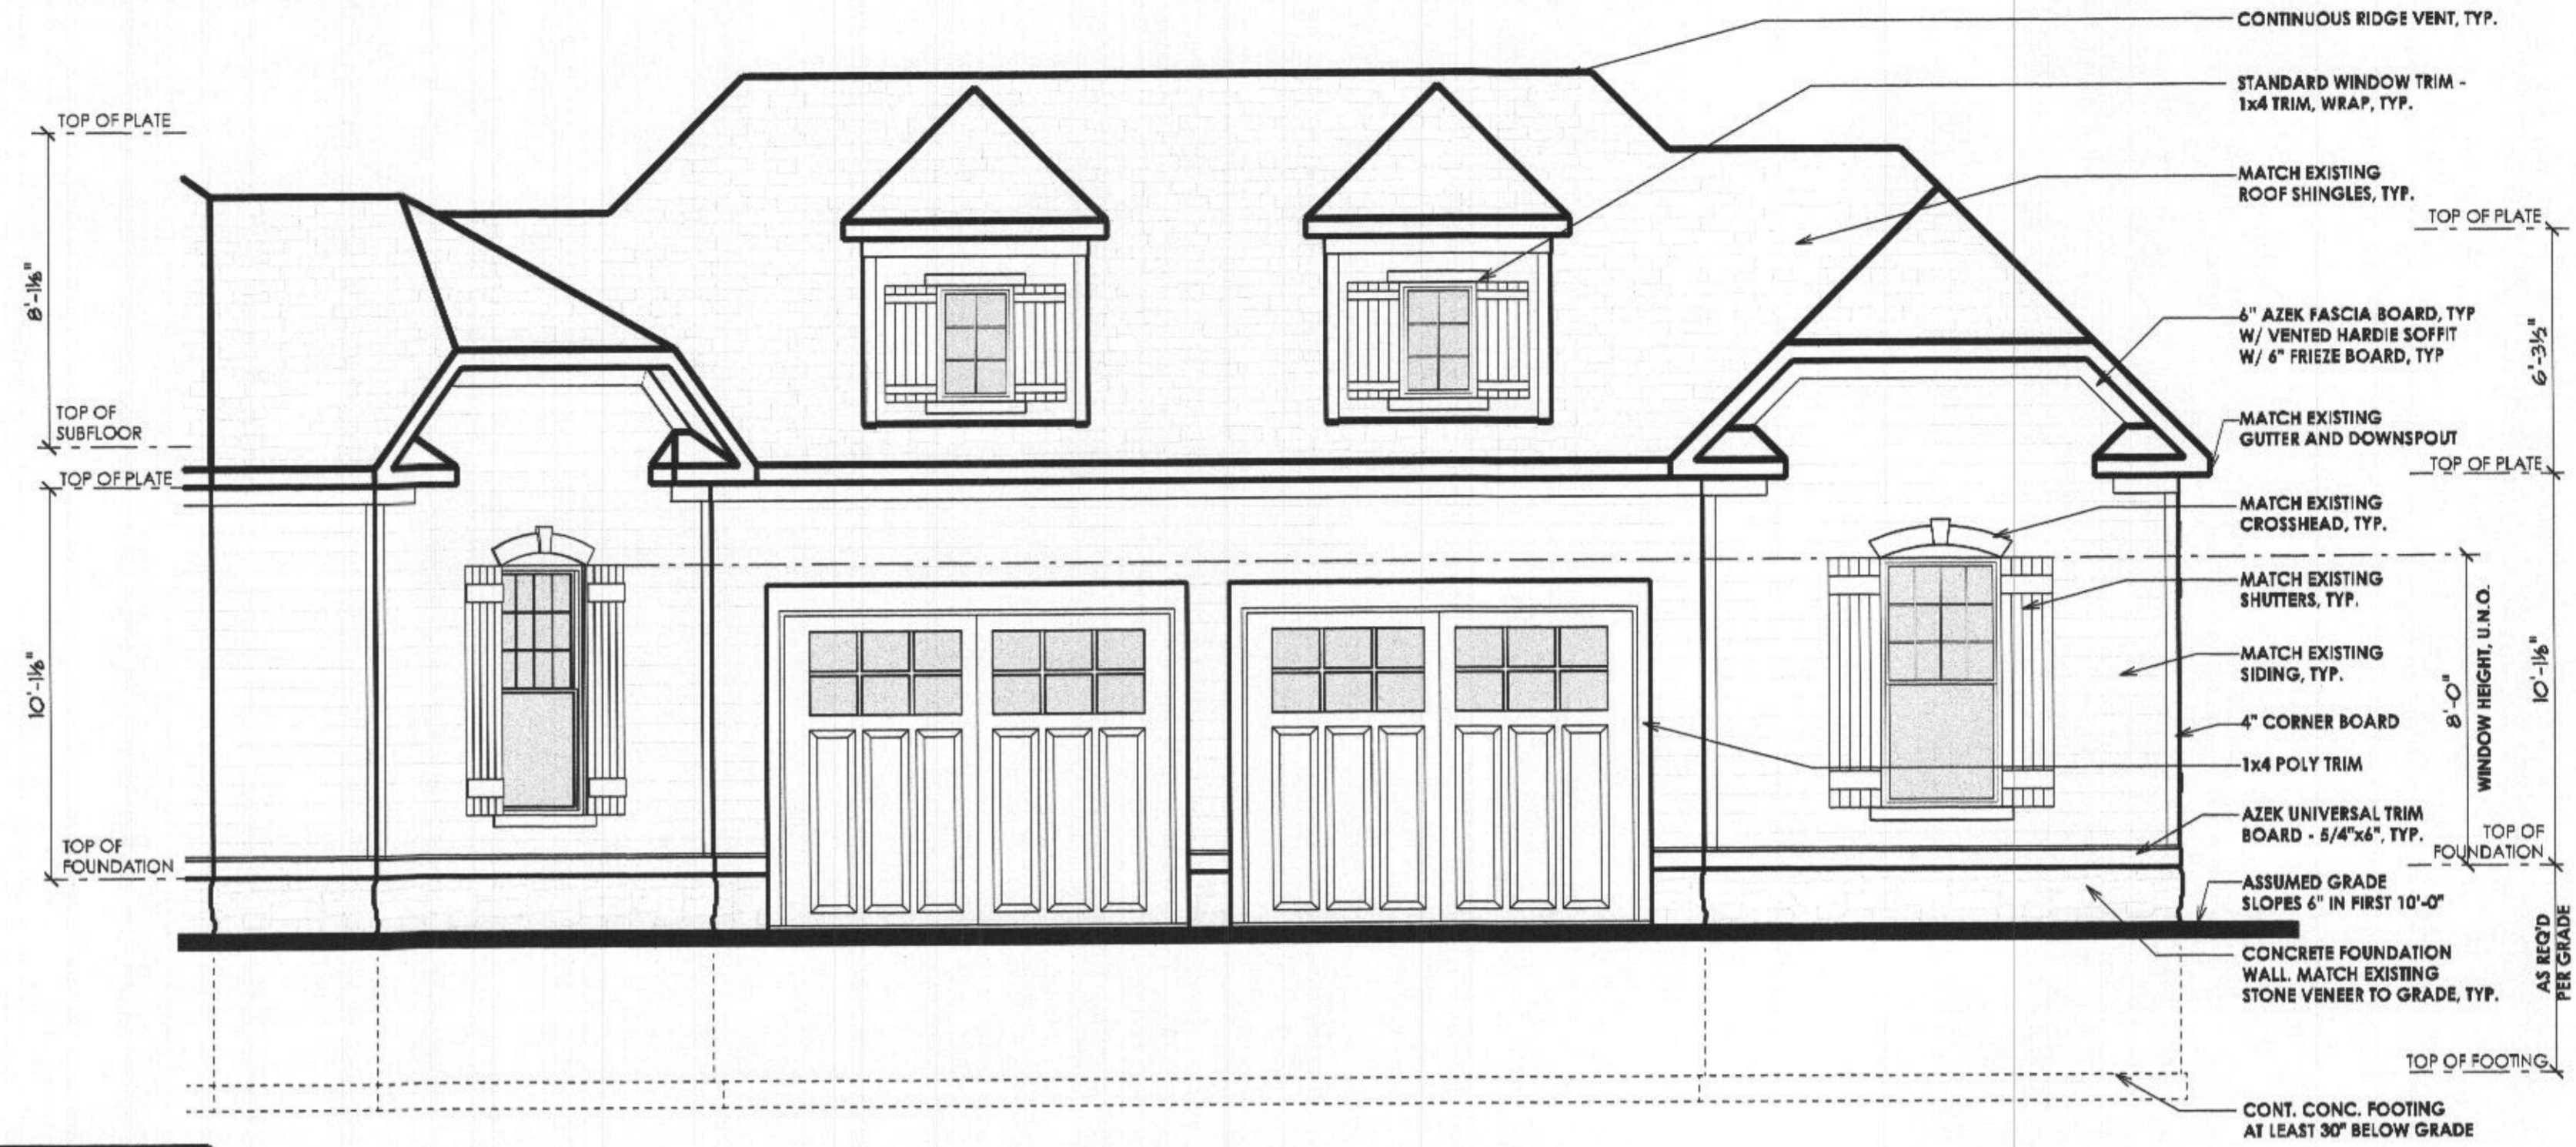 CONTINUOUS RIDGE VENT, TYP.
STANDARD WINDOW TRIM -
1x4 TRIM, WRAP, TYP.
MATCH EXISTING
ROOF SHINGLES, TYP.
6" AZEK FASCIA BOARD, TYP
W/ VENTED HARDIE SOFFIT
W/ 6" FRIEZE BOARD, TYP
MATCH EXISTING
GUTTER AND DOWNSPOUT
MATCH EXISTING
CROSSHEAD, TYP.
MATCH EXISTING
SHUTTERS, TYP.
MATCH EXISTING
SIDING, TYP.
4" CORNER BOARD
1x4 POLY TRIM
AZEK UNIVERSAL TRIM
BOARD - 5/4"x6", TYP.
ASSUMED GRADE
SLOPES 6" IN FIRST 10'-0"
CONCRETE FOUNDATION
WALL. MATCH EXISTING
STONE VENEER TO GRADE, TYP.
CONT. CONC. FOOTING
AT LEAST 30" BELOW GRADE
TOP OF PLATE
8'-1⅛"
TOP OF
SUBFLOOR
TOP OF PLATE
10'-1⅛"
TOP OF
FOUNDATION
TOP OF PLATE
6'-3½"
TOP OF PLATE
8'-0"
WINDOW HEIGHT, U.N.O.
10'-1⅛"
TOP OF
FOUNDATION
AS REQ'D
PER GRADE
TOP OF FOOTING